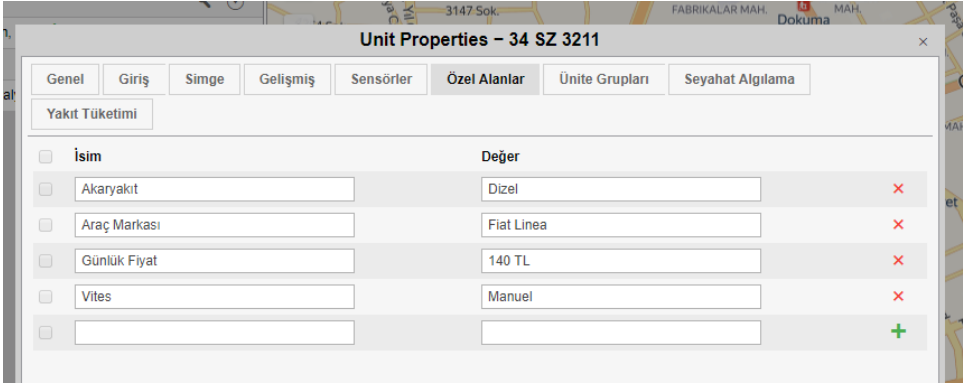 3147 Sok.
FABRIKALAR MAH.
Dokuma
MAH.
Unit Properties – 34 SZ 3211
×
Genel Giriş Simge Gelişmiş Sensörler Özel Alanlar Ünite Grupları Seyahat Algılama
Yakıt Tüketimi
İsim Değer
Akaryakıt Dizel
Araç Markası Fiat Linea
Günlük Fiyat 140 TL
Vites Manuel